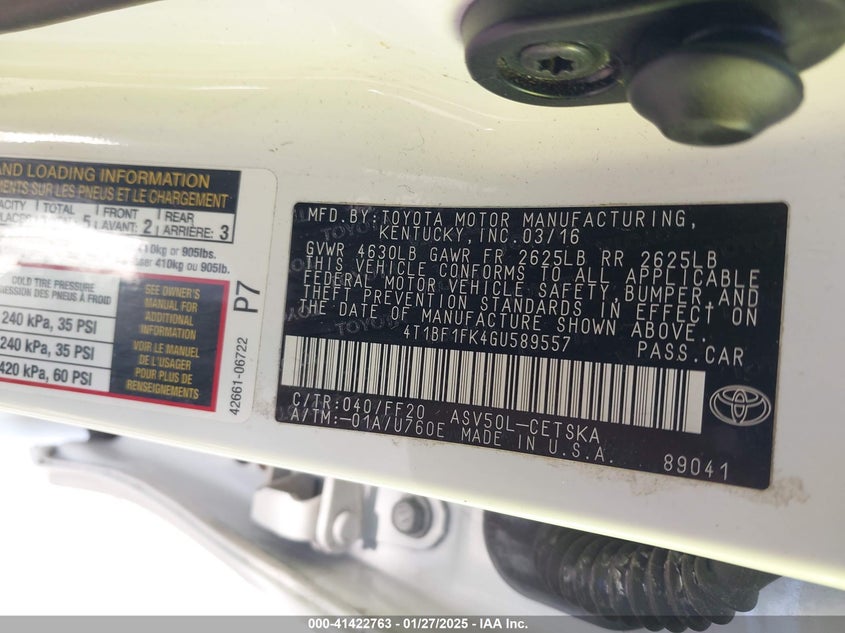 AND LOADING INFORMATION
MENTS SUR LES PNEUS ET LE CHARGEMENT
TOTAL 5 FRONT REAR
LAVANT: 2 ARRIÈRE: 3
kg or 905lbs.
410kg ou 905lb.
COLD TIRE PRESSURE
DES PNEUS À FROID
240 kPa, 35 PSI
240 kPa, 35 PSI
420 kPa, 60 PSI
SEE OWNER'S
MANUAL FOR
ADDITIONAL
INFORMATION
VOIR LE MANUEL
DE L'USAGER
POUR PLUS DE
RENSEIGNEMENTS
P7
42661-06722
MFD.BY:TOYOTA MOTOR MANUFACTURING,
KENTUCKY, INC. 03/16
GVWR 4630LB GAWR FR 2625LB RR 2625LB
THIS VEHICLE CONFORMS TO ALL APPLICABLE
FEDERAL MOTOR VEHICLE SAFETY, BUMPER, AND
THEFT PREVENTION STANDARDS IN EFFECT ON
THE DATE OF MANUFACTURE SHOWN ABOVE.
4T1BF1FK4GU589557 PASS.CAR
C/TR:040/FF20 ASV50L-CETSKA
A/TM:-01A/U760E MADE IN U.S.A.
89041
000-41422763 - 01/27/2025 - IAA Inc.